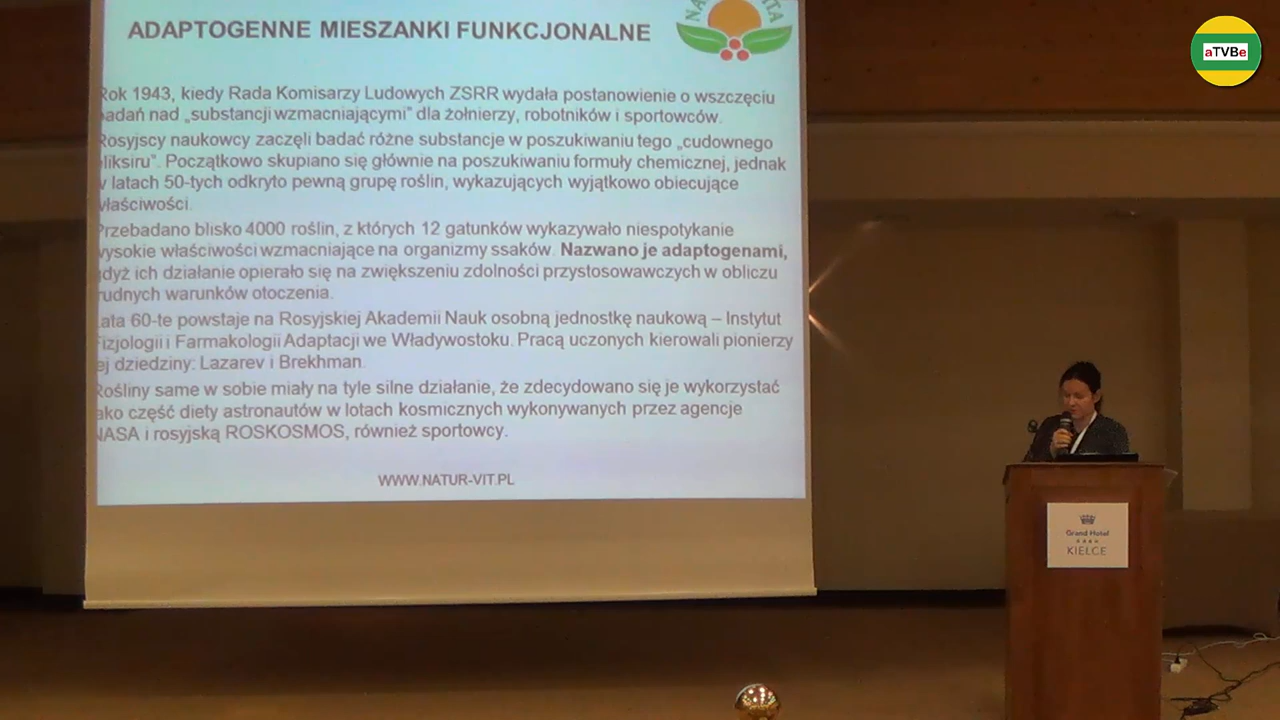 ADAPTOGENNE MIESZANKI FUNKCJONALNE
aTVBe
Rok 1943, kiedy Rada Komisarzy Ludowych ZSRR wydała postanowienie o wszczęciu
badań nad „substancji wzmacniającymi” dla żołnierzy, robotników i sportowców.
Rosyjscy naukowcy zaczęli badać różne substancje w poszukiwaniu tego „cudownego
eliksiru”. Początkowo skupiano się głównie na poszukiwaniu formuły chemicznej, jednak
w latach 50-tych odkryto pewną grupę roślin, wykazujących wyjątkowo obiecujące
właściwości.
Przebadano blisko 4000 roślin, z których 12 gatunków wykazywało niespotykanie
wysokie właściwości wzmacniające na organizmy ssaków. Nazwano je adaptogenami,
gdyż ich działanie opierało się na zwiększeniu zdolności przystosowawczych w obliczu
trudnych warunków otoczenia.
Lata 60-te powstaje na Rosyjskiej Akademii Nauk osobną jednostkę naukową – Instytut
Fizjologii i Farmakologii Adaptacji we Władywostoku. Pracą uczonych kierowali pionierzy
tej dziedziny: Lazarev i Brekhman.
Rośliny same w sobie miały na tyle silne działanie, że zdecydowano się je wykorzystać
jako część diety astronautów w lotach kosmicznych wykonywanych przez agencje
NASA i rosyjską ROSKOSMOS, również sportowcy.
WWW.NATUR-VIT.PL
Grand Hotel
KIELCE